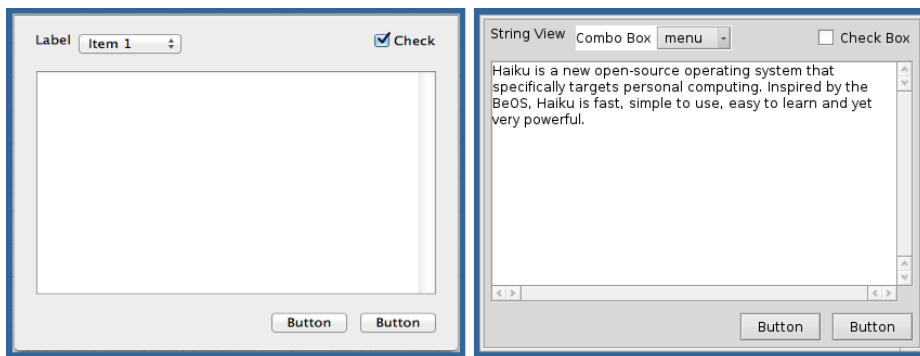 Label Item 1 Check
Button Button
String View Combo Box menu Check Box
Haiku is a new open-source operating system that
specifically targets personal computing. Inspired by the
BeOS, Haiku is fast, simple to use, easy to learn and yet
very powerful.
Button Button